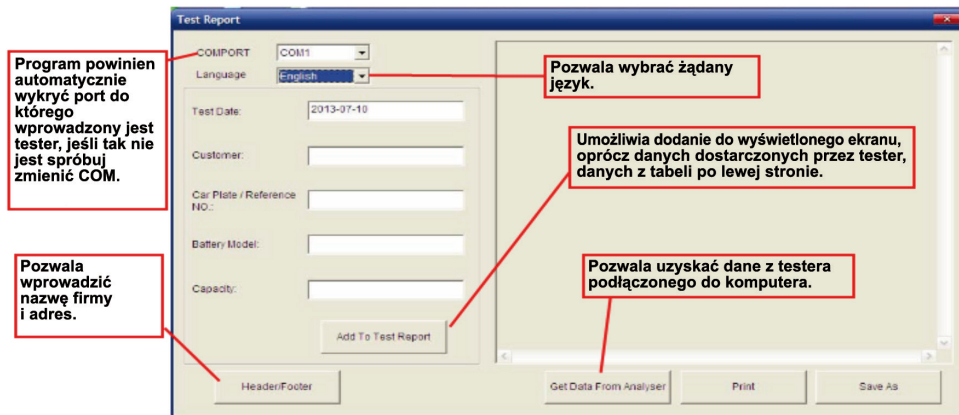 Test Report
COMPORT
COM1
Language
English
Test Date:
2013-07-10
Customer:
Car Plate / Reference
NO.:
Battery Model:
Capacity:
Add To Test Report
Header/Footer
Get Data From Analyser
Print
Save As
Program powinien
automatycznie
wykryć port do
którego
wprowadzony jest
tester, jeśli tak nie
jest spróbuj
zmienić COM.
Pozwala wybrać żądany
język.
Umożliwia dodanie do wyświetlonego ekranu,
oprócz danych dostarczonych przez tester,
danych z tabeli po lewej stronie.
Pozwala
wprowadzić
nazwę firmy
i adres.
Pozwala uzyskać dane z testera
podłączonego do komputera.